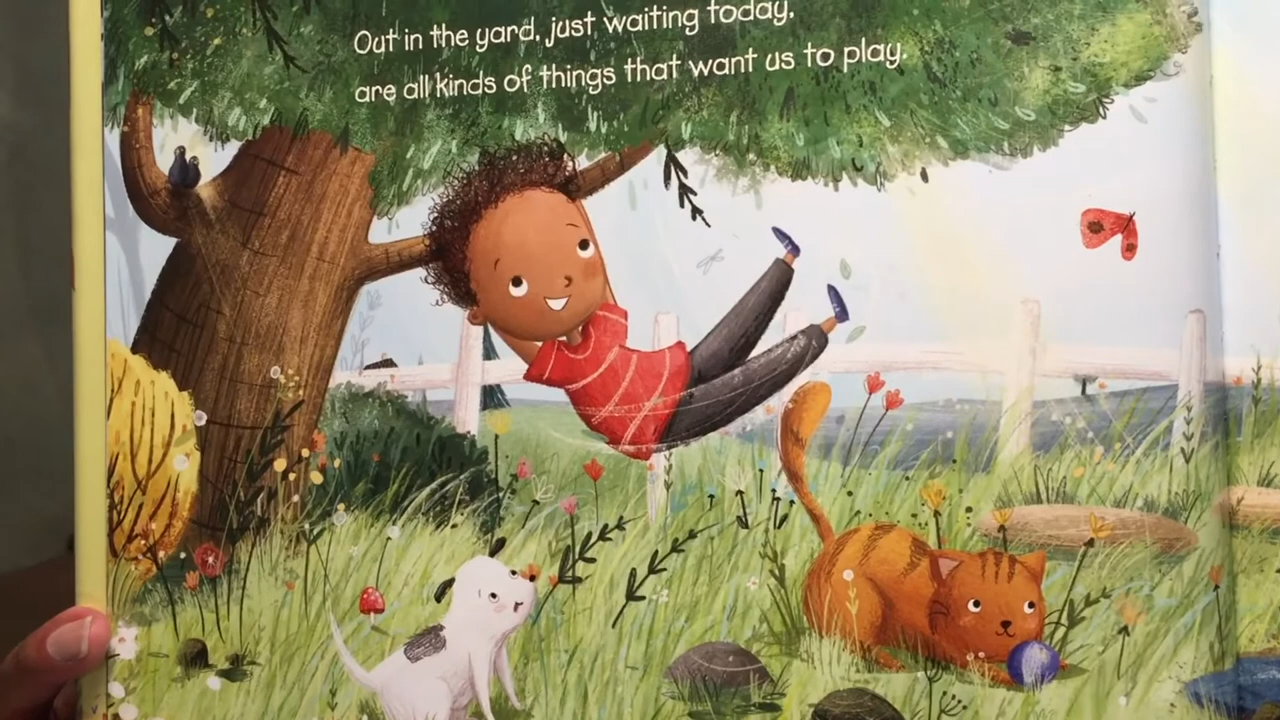 Out in the yard, just waiting today,
are all kinds of things that want us to play.